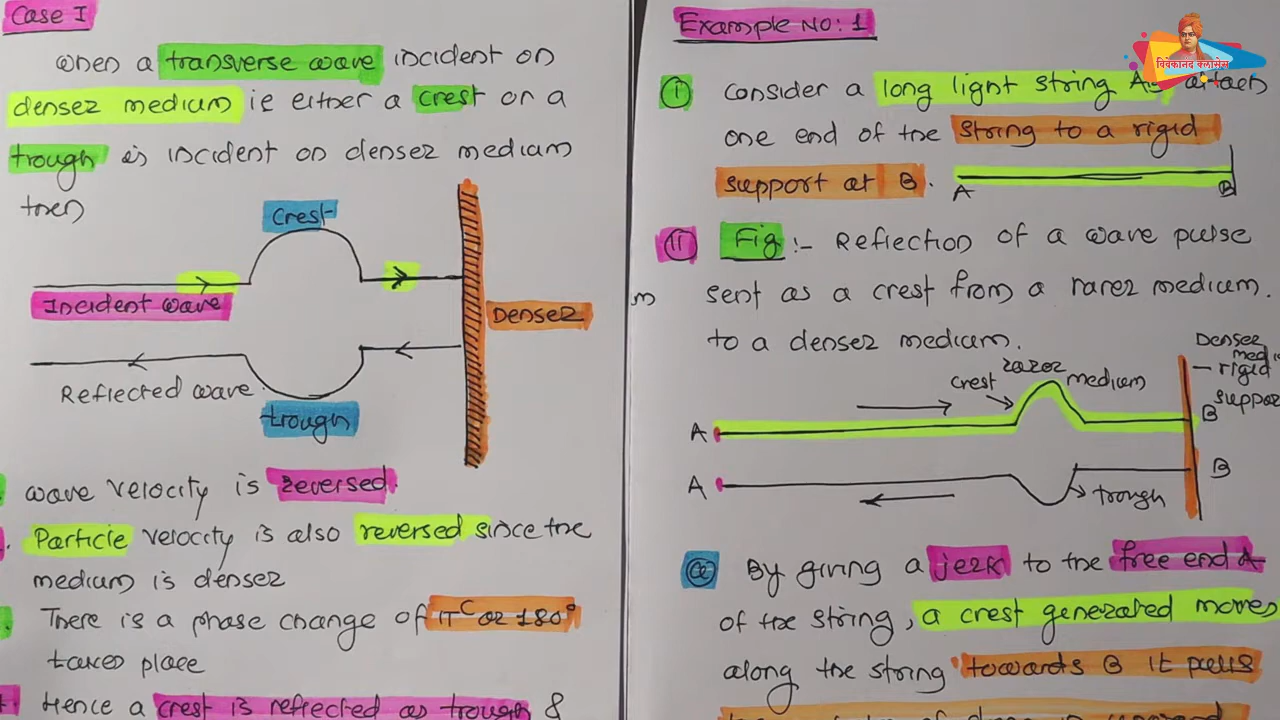 Case I
when a transverse wave incident on
denser medium ie either a crest or a
trough is incident on denser medium
then
Crest
Incident wave
Denser
Reflected wave
trough
wave velocity is reversed.
Particle velocity is also reversed since the
medium is denser
There is a phase change of πᶜ or 180°
takes place
Hence a crest is reflected as trough &
Example No: 1
विवेकानंद क्लासेस
I Consider a long light string AB attach
one end of the string to a rigid
support at B.
A B
II Fig :- Reflection of a wave pulse
sent as a crest from a rarer medium.
to a denser medium.
Denser
rarer
crest medium
rigid
B
A
A
B
trough
a By giving a jerk to the free end A
of the string, a crest generated moves
along the string towards B it pulls